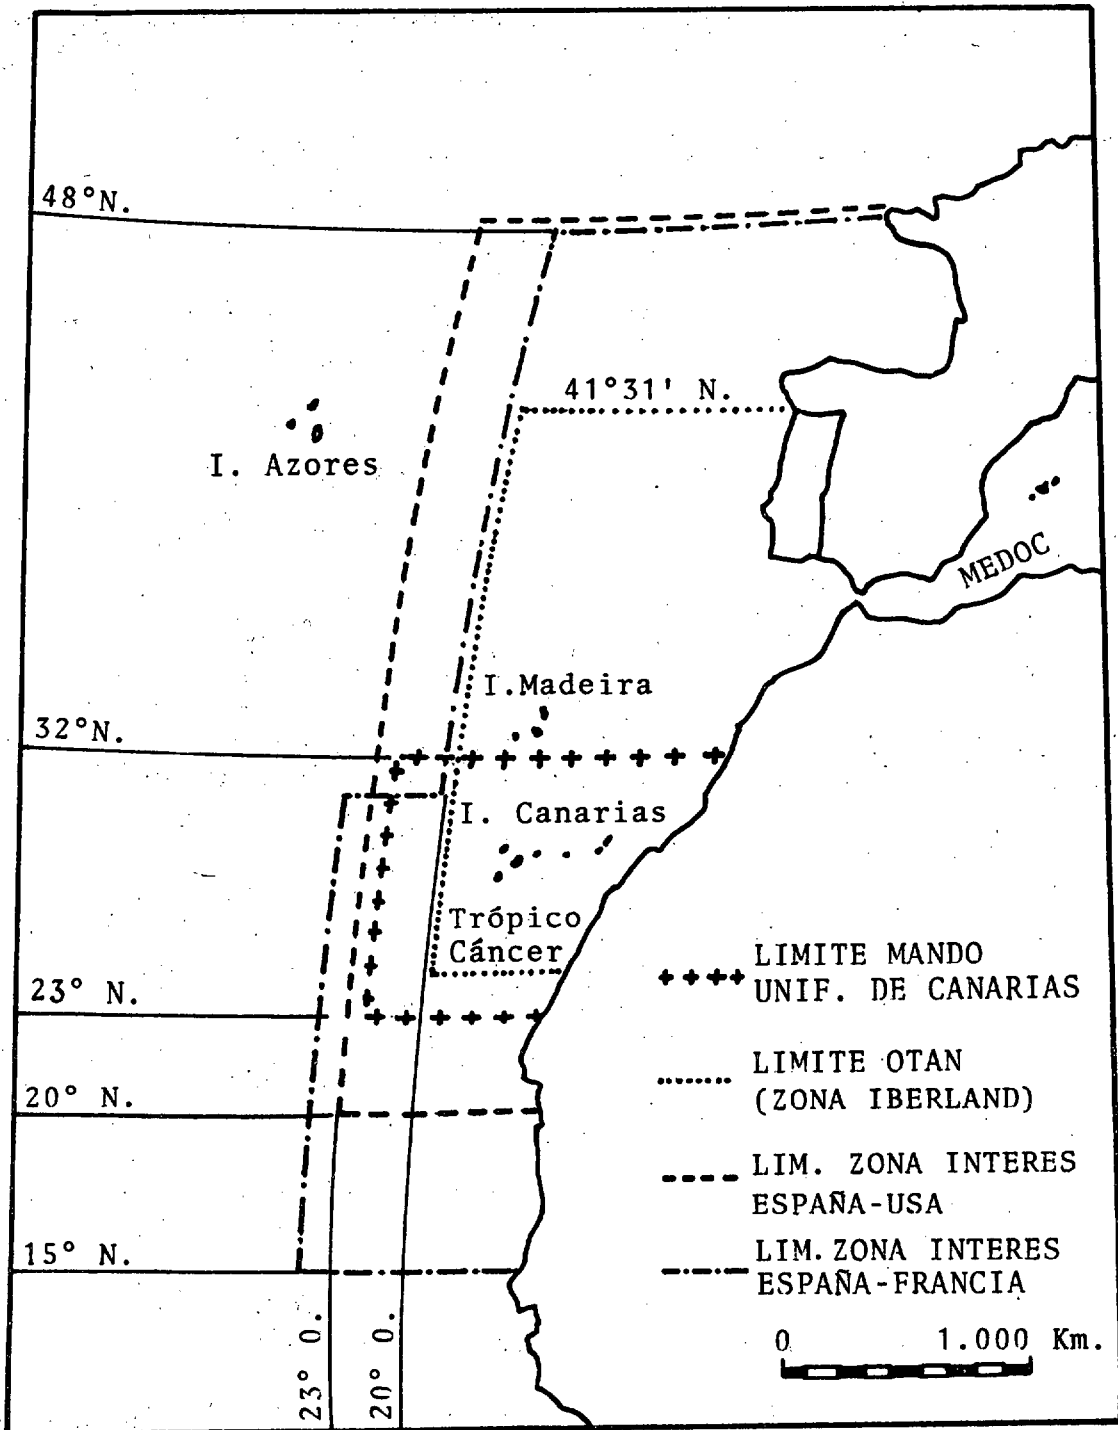 48°N.
41°31' N.
I. Azores
MEDOC
I.Madeira
32°N.
I. Canarias
Trópico
Cáncer
23° N.
20° N.
15° N.
23° O.
20° O.
LIMITE MANDO
UNIF. DE CANARIAS
LIMITE OTAN
(ZONA IBERLAND)
LIM. ZONA INTERES
ESPAÑA-USA
LIM. ZONA INTERES
ESPAÑA-FRANCIA
0 1.000 Km.